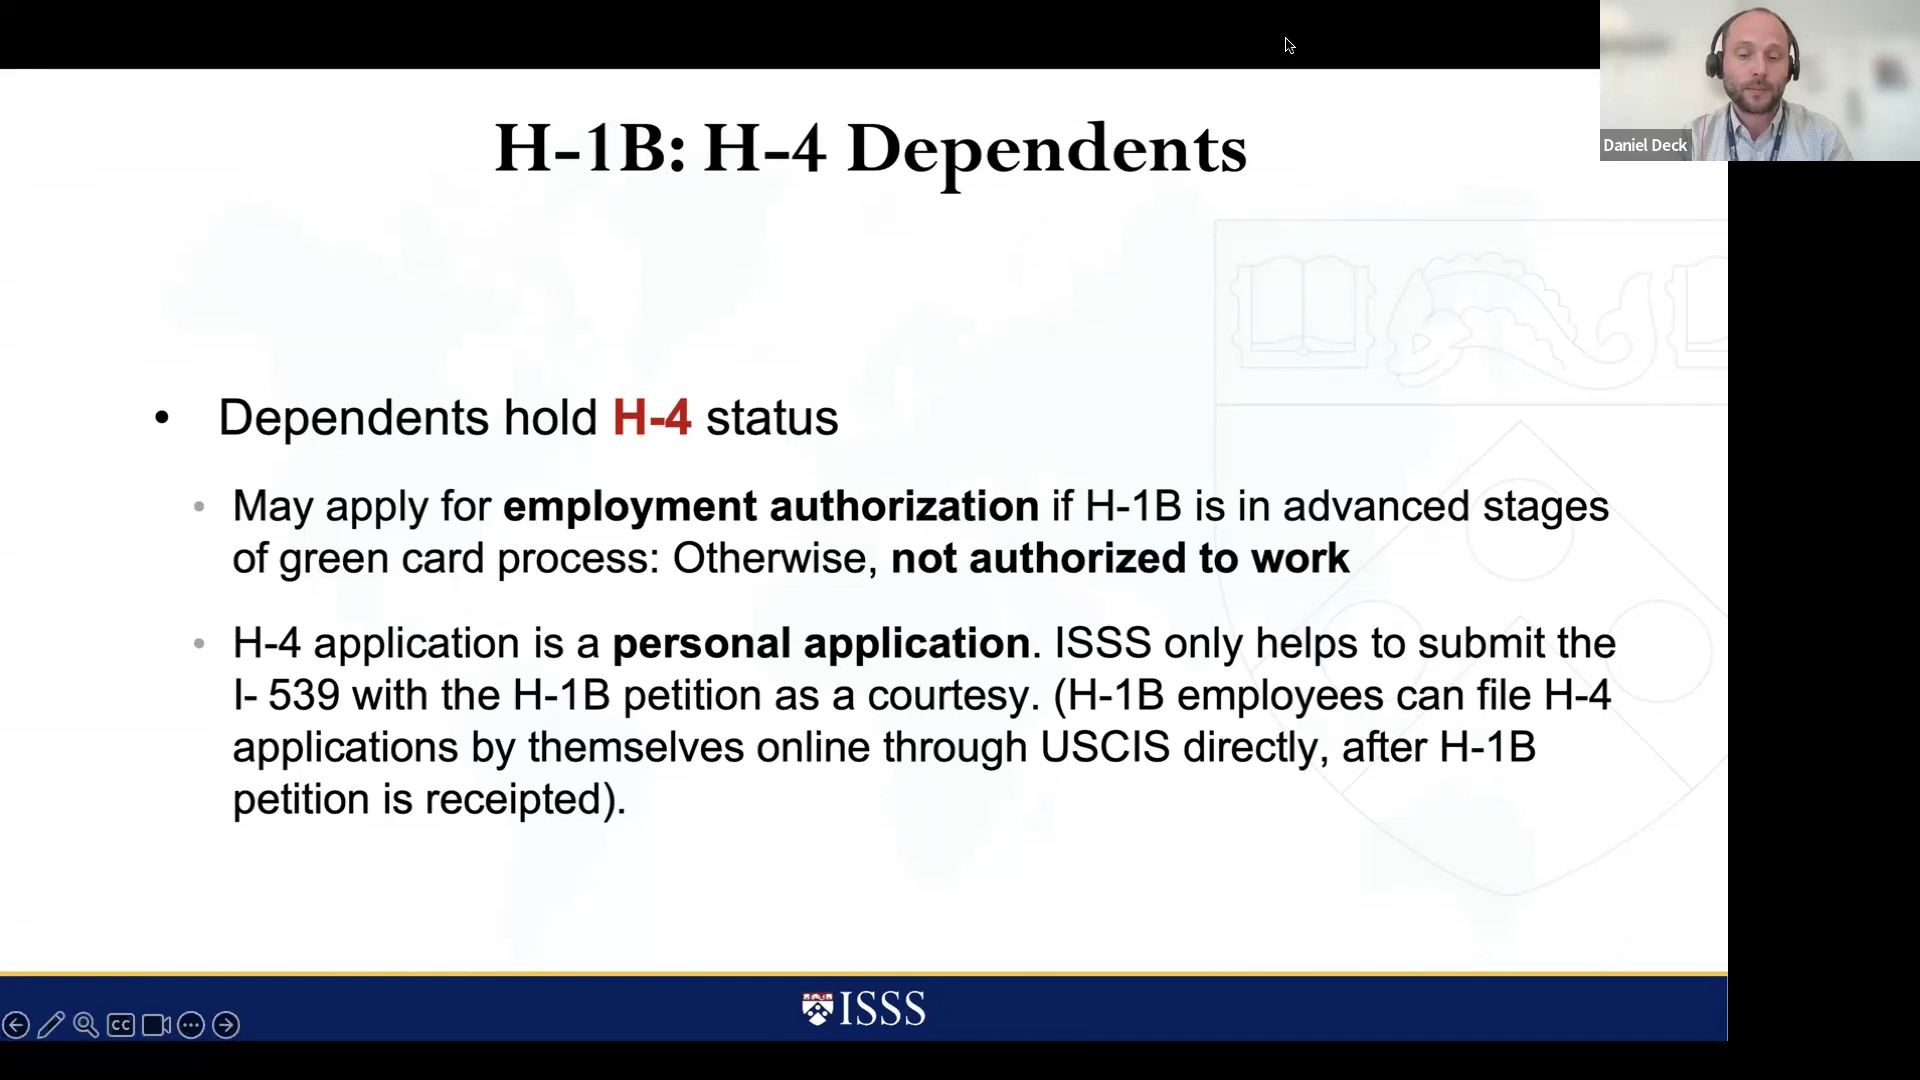 Daniel Deck
H-1B: H-4 Dependents
• Dependents hold H-4 status
• May apply for employment authorization if H-1B is in advanced stages
of green card process: Otherwise, not authorized to work
• H-4 application is a personal application. ISSS only helps to submit the
I- 539 with the H-1B petition as a courtesy. (H-1B employees can file H-4
applications by themselves online through USCIS directly, after H-1B
petition is receipted).
CC
ISSS